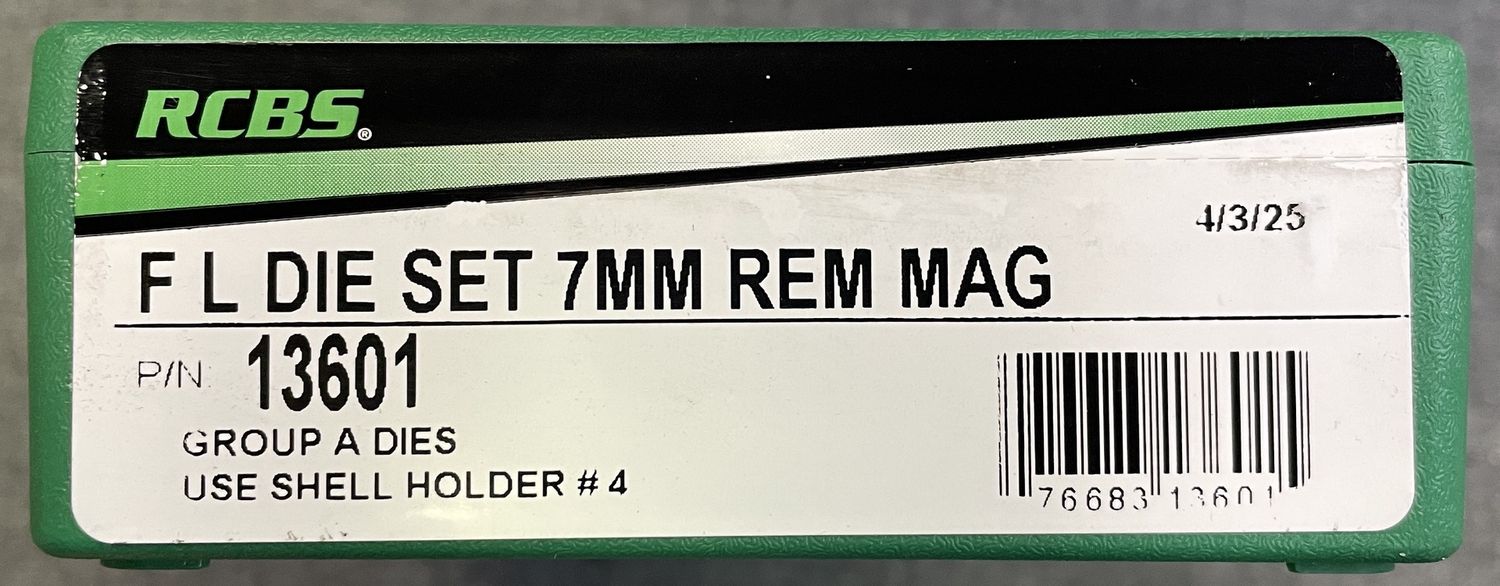 RCBS®
4/3/25
F L DIE SET 7MM REM MAG
P/N 13601
GROUP A DIES
USE SHELL HOLDER # 4
76683 13601